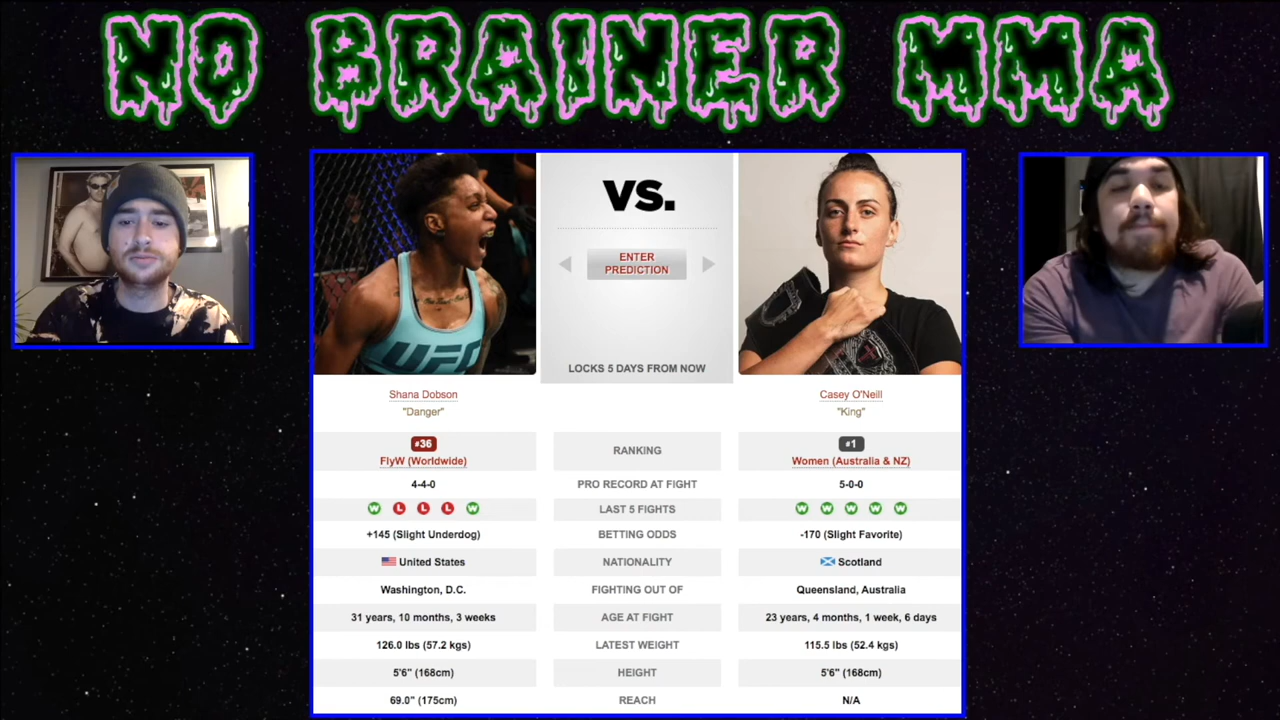 NO BRAINER MMA
VS.
ENTER
PREDICTION
LOCKS 5 DAYS FROM NOW
UFC
Shana Dobson
"Danger"
Casey O'Neill
"King"
#36
FlyW (Worldwide)
RANKING
#1
Women (Australia & NZ)
4-4-0
PRO RECORD AT FIGHT
5-0-0
W L L L W
LAST 5 FIGHTS
W W W W W
+145 (Slight Underdog)
BETTING ODDS
-170 (Slight Favorite)
United States
NATIONALITY
Scotland
Washington, D.C.
FIGHTING OUT OF
Queensland, Australia
31 years, 10 months, 3 weeks
AGE AT FIGHT
23 years, 4 months, 1 week, 6 days
126.0 lbs (57.2 kgs)
LATEST WEIGHT
115.5 lbs (52.4 kgs)
5'6" (168cm)
HEIGHT
5'6" (168cm)
69.0" (175cm)
REACH
N/A